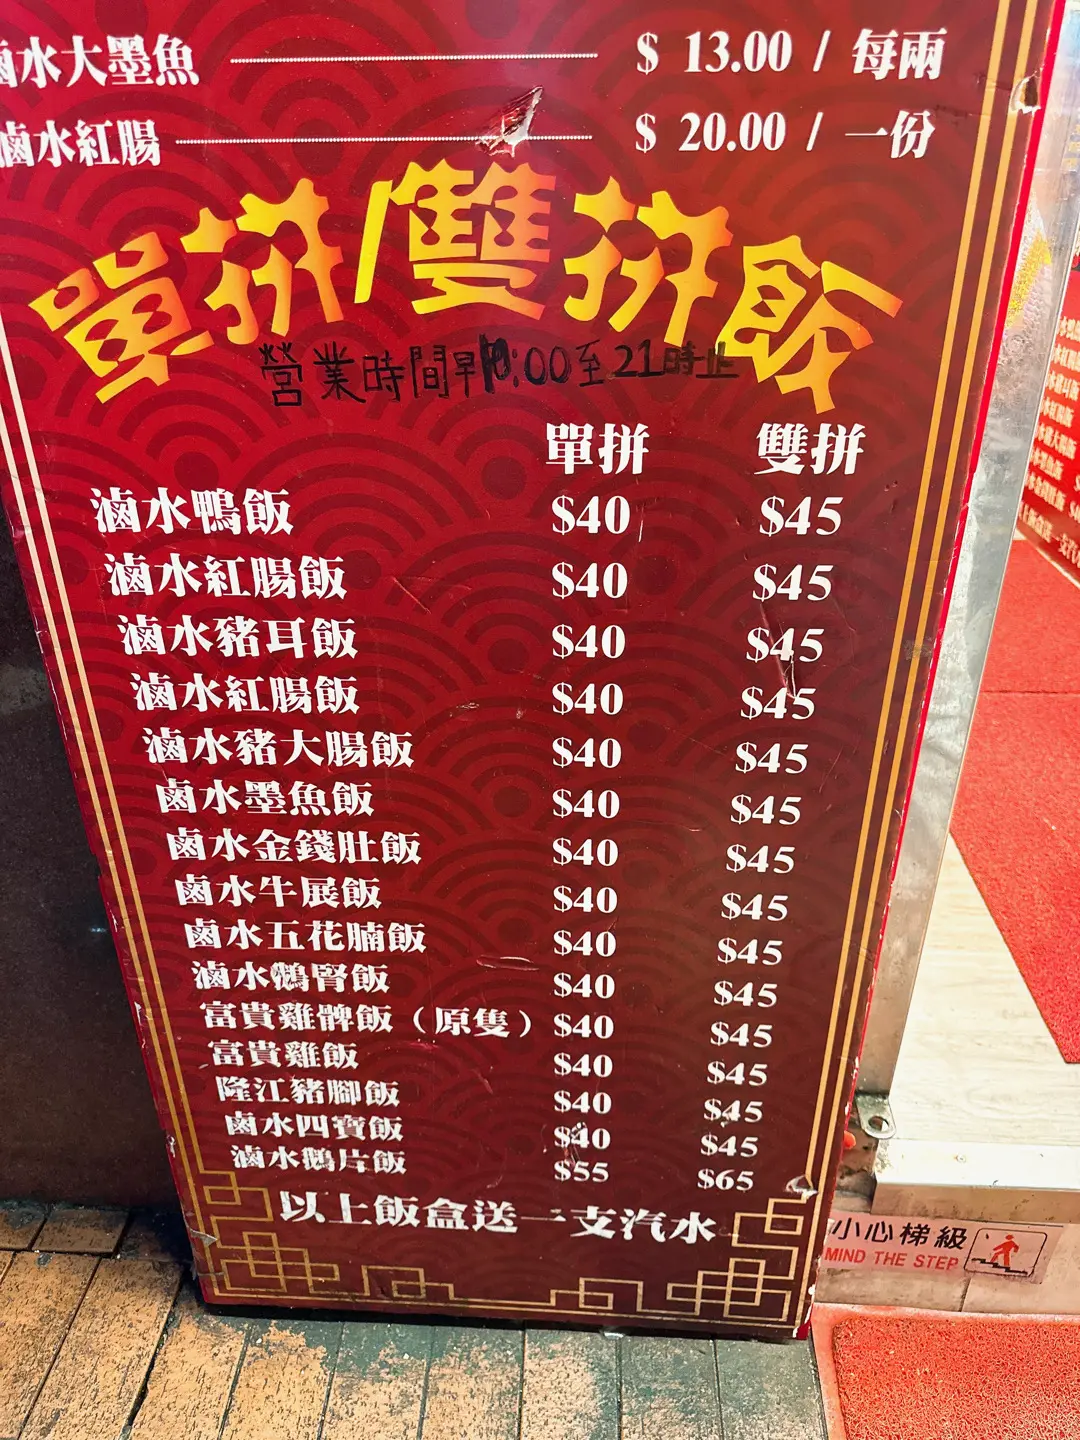 滷水大墨魚 $ 13.00 / 每兩
滷水紅腸 $ 20.00 / 一份
單拼/雙拼飯
營業時間早10:00至21時止
單拼 雙拼
滷水鴨飯 $40 $45
滷水紅腸飯 $40 $45
滷水豬耳飯 $40 $45
滷水紅腸飯 $40 $45
滷水豬大腸飯 $40 $45
鹵水墨魚飯 $40 $45
鹵水金錢肚飯 $40 $45
鹵水牛展飯 $40 $45
鹵水五花腩飯 $40 $45
滷水鵝腎飯 $40 $45
富貴雞髀飯（原隻） $40 $45
富貴雞飯 $40 $45
隆江豬腳飯 $40 $45
鹵水四寶飯 $40 $45
滷水鵝片飯 $55 $65
以上飯盒送一支汽水
小心梯級
MIND THE STEP